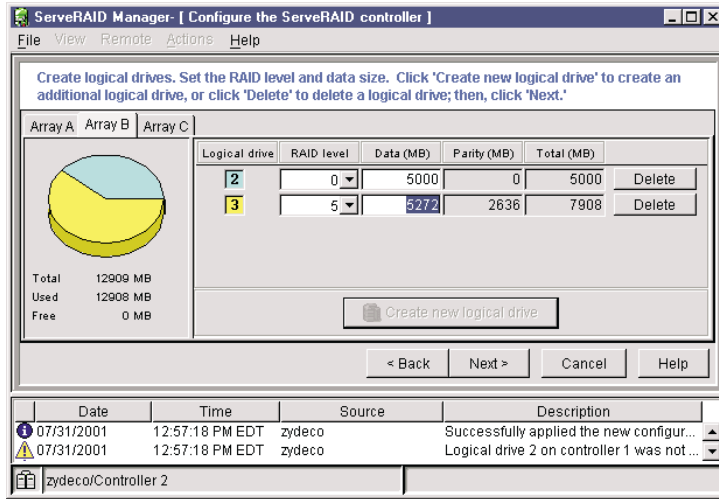 ServeRAID Manager- [ Configure the ServeRAID controller ]
File View Remote Actions Help
Create logical drives. Set the RAID level and data size. Click 'Create new logical drive' to create an
additional logical drive, or click 'Delete' to delete a logical drive; then, click 'Next.'
Array A Array B Array C
Logical drive RAID level Data (MB) Parity (MB) Total (MB)
2 0 5000 0 5000 Delete
3 5 5272 2636 7908 Delete
Total 12909 MB
Used 12908 MB
Free 0 MB
Create new logical drive
< Back Next > Cancel Help
Date Time Source Description
07/31/2001 12:57:18 PM EDT zydeco Successfully applied the new configur...
07/31/2001 12:57:18 PM EDT zydeco Logical drive 2 on controller 1 was not ...
zydeco/Controller 2